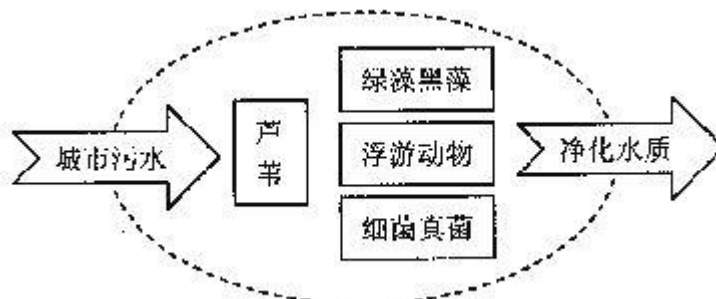 城市污水
芦苇
绿藻黑藻
浮游动物
细菌真菌
净化水质